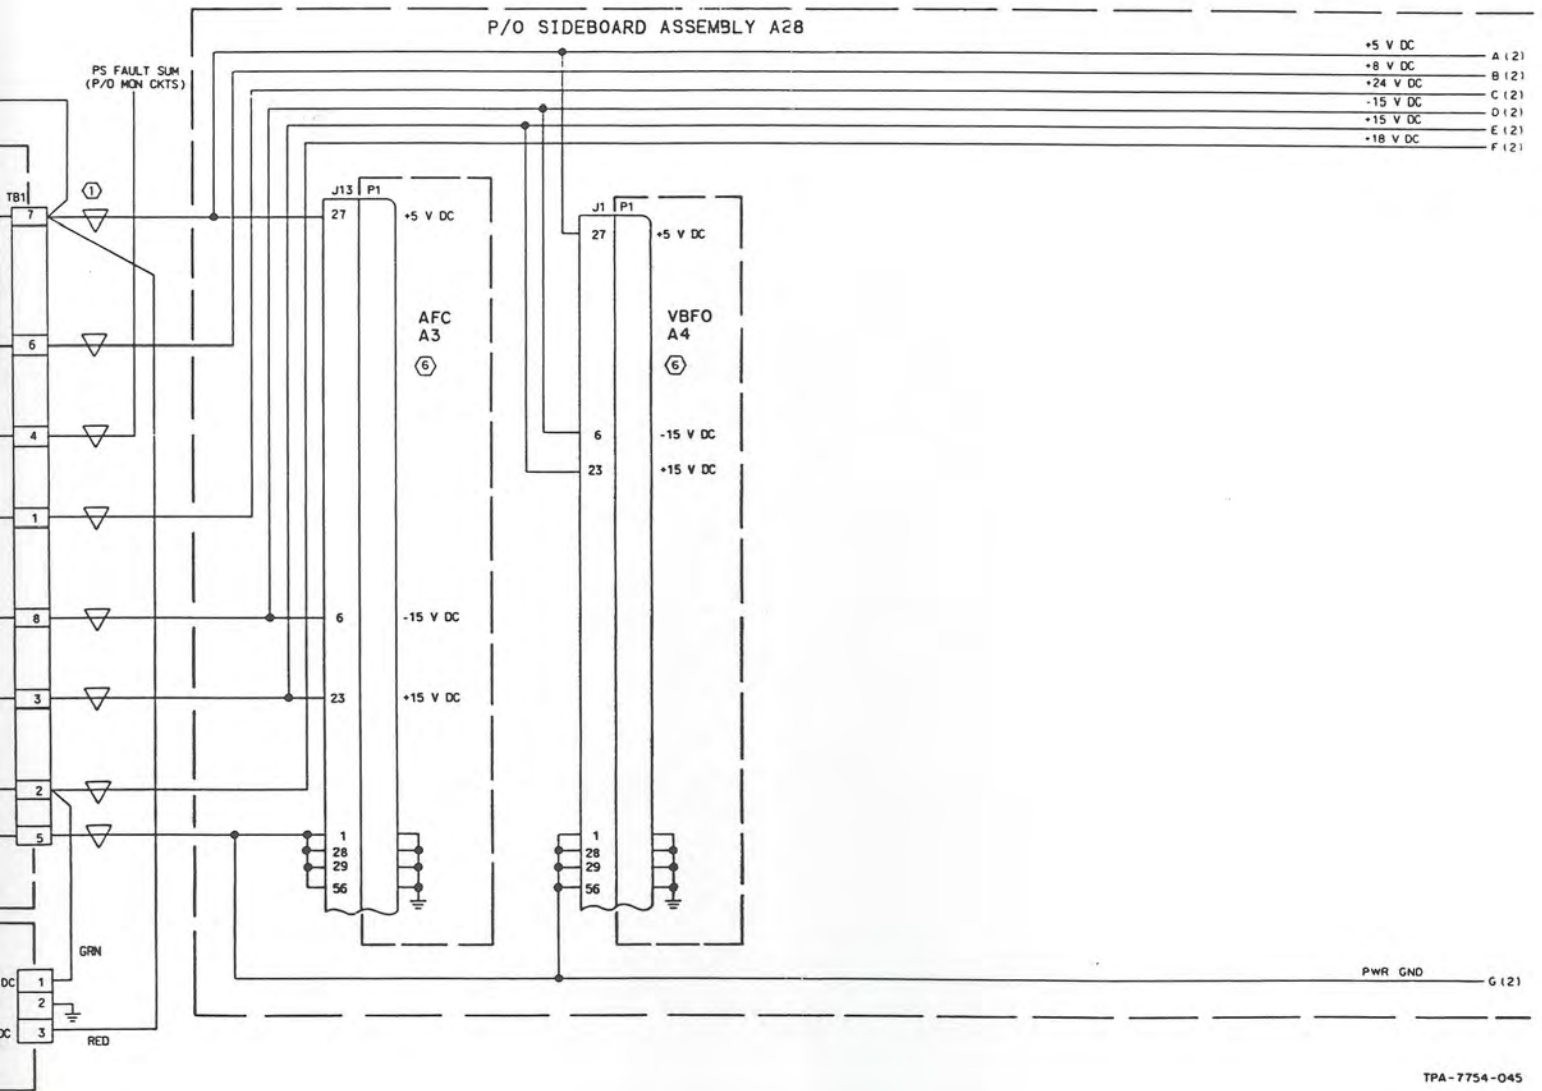 P/O SIDEBOARD ASSEMBLY A28
PS FAULT SUM
(P/O MON CKTS)
+5 V DC
A (2)
+8 V DC
B (2)
+24 V DC
C (2)
-15 V DC
D (2)
+15 V DC
E (2)
+18 V DC
F (2)
TB1
7
1
6
4
1
8
3
2
5
J13 P1
27
+5 V DC
AFC
A3
6
6
-15 V DC
23
+15 V DC
1
28
29
56
J1 P1
27
+5 V DC
VBFO
A4
6
6
-15 V DC
23
+15 V DC
1
28
29
56
GRN
DC
1
2
3
RED
PWR GND
G (2)
TPA-7754-045